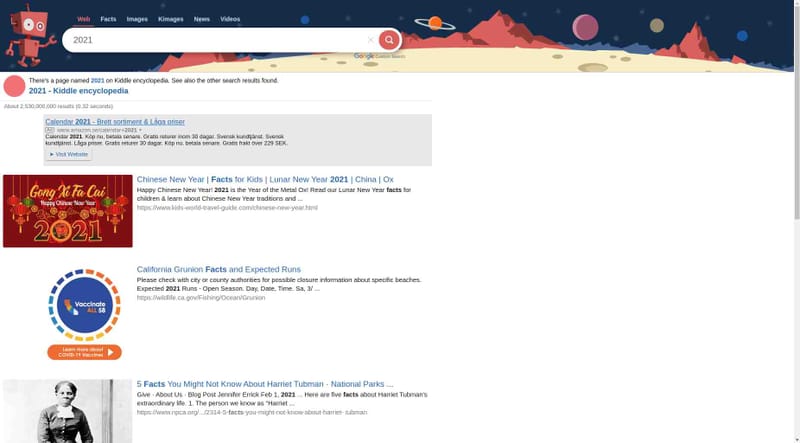 Web Facts Images Kimages News Videos
2021
Google Custom Search
There's a page named 2021 on Kiddle encyclopedia. See also the other search results found.
2021 - Kiddle encyclopedia
About 2,530,000,000 results (0.32 seconds)
Calendar 2021 - Brett sortiment & Låga priser
Ad www.amazon.se/calendar+2021
Calendar 2021. Köp nu, betala senare. Gratis returer inom 30 dagar. Svensk kundtjänst. Svensk
kundtjänst. Låga priser. Gratis returer 30 dagar. Köp nu, betala senare. Gratis frakt över 229 SEK.
➤ Visit Website
Gong Xi Fa Cai
Happy Chinese New Year
2021
Chinese New Year | Facts for Kids | Lunar New Year 2021 | China | Ox
Happy Chinese New Year! 2021 is the Year of the Metal Ox! Read our Lunar New Year facts for
children & learn about Chinese New Year traditions and ...
https://www.kids-world-travel-guide.com/chinese-new-year.html
Vaccinate
ALL 58
Learn more about
COVID-19 Vaccines
California Grunion Facts and Expected Runs
Please check with city or county authorities for possible closure information about specific beaches.
Expected 2021 Runs - Open Season. Day, Date, Time. Sa, 3/ ...
https://wildlife.ca.gov/Fishing/Ocean/Grunion
5 Facts You Might Not Know About Harriet Tubman · National Parks ...
Give · About Us · Blog Post Jennifer Errick Feb 1, 2021 ... Here are five facts about Harriet Tubman's
extraordinary life. 1. The person we know as "Harriet ...
https://www.npca.org/.../2314-5-facts-you-might-not-know-about-harriet- tubman